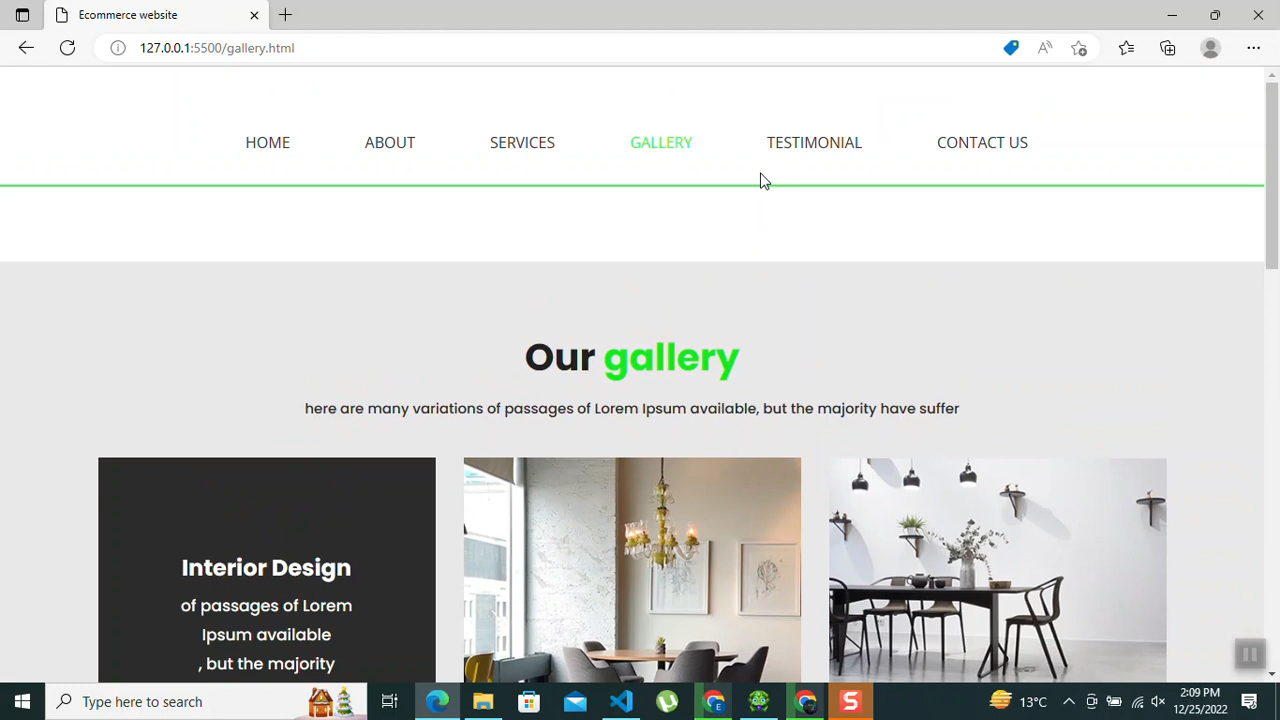 Ecommerce website
127.0.0.1:5500/gallery.html
HOME ABOUT SERVICES GALLERY TESTIMONIAL CONTACT US
Our gallery
here are many variations of passages of Lorem Ipsum available, but the majority have suffer
Interior Design
of passages of Lorem
Ipsum available
, but the majority
Type here to search
13°C
2:09 PM
12/25/2022